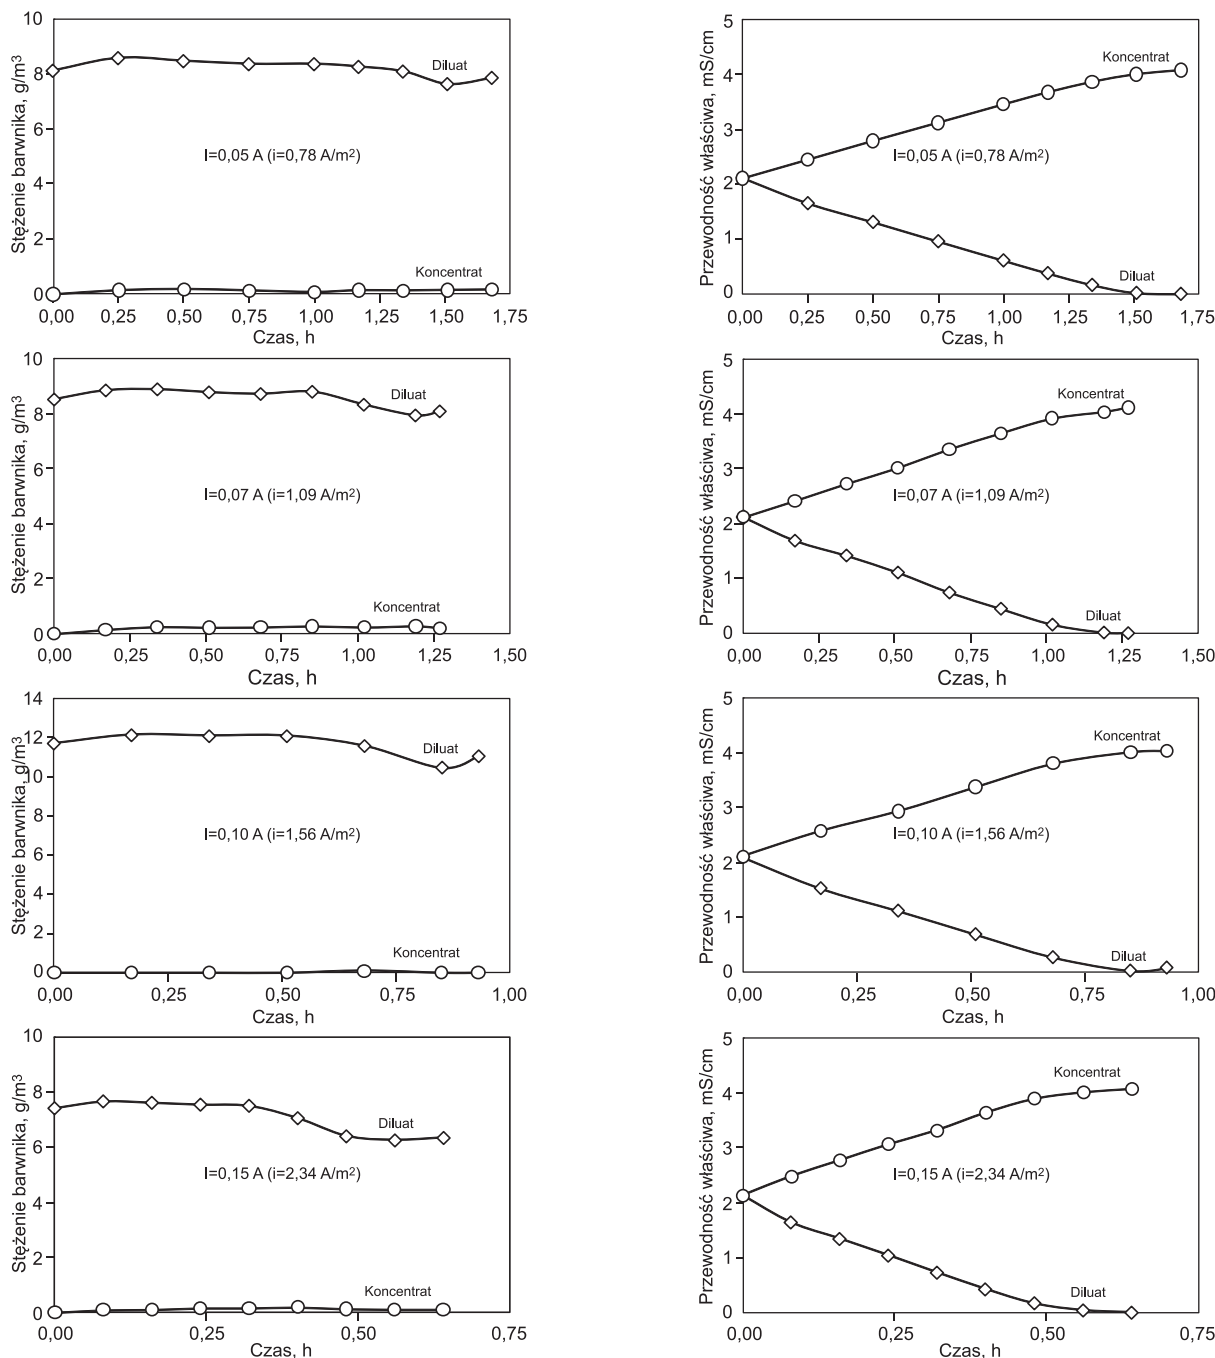 Stężenie barwnika, g/m³
10
8
6
4
2
0
Diluat
I=0,05 A (i=0,78 A/m²)
Koncentrat
0,00 0,25 0,50 0,75 1,00 1,25 1,50 1,75
Czas, h
Przewodność właściwa, mS/cm
5
4
3
2
1
0
Koncentrat
I=0,05 A (i=0,78 A/m²)
Diluat
0,00 0,25 0,50 0,75 1,00 1,25 1,50 1,75
Czas, h
Stężenie barwnika, g/m³
10
8
6
4
2
0
Diluat
I=0,07 A (i=1,09 A/m²)
Koncentrat
0,00 0,25 0,50 0,75 1,00 1,25 1,50
Czas, h
Przewodność właściwa, mS/cm
5
4
3
2
1
0
Koncentrat
I=0,07 A (i=1,09 A/m²)
Diluat
0,00 0,25 0,50 0,75 1,00 1,25 1,50
Czas, h
Stężenie barwnika, g/m³
14
12
10
8
6
4
2
0
Diluat
I=0,10 A (i=1,56 A/m²)
Koncentrat
0,00 0,25 0,50 0,75 1,00
Czas, h
Przewodność właściwa, mS/cm
5
4
3
2
1
0
Koncentrat
I=0,10 A (i=1,56 A/m²)
Diluat
0,00 0,25 0,50 0,75 1,00
Czas, h
Stężenie barwnika, g/m³
10
8
6
4
2
0
Diluat
I=0,15 A (i=2,34 A/m²)
Koncentrat
0,00 0,25 0,50 0,75
Czas, h
Przewodność właściwa, mS/cm
5
4
3
2
1
0
Koncentrat
I=0,15 A (i=2,34 A/m²)
Diluat
0,00 0,25 0,50 0,75
Czas, h